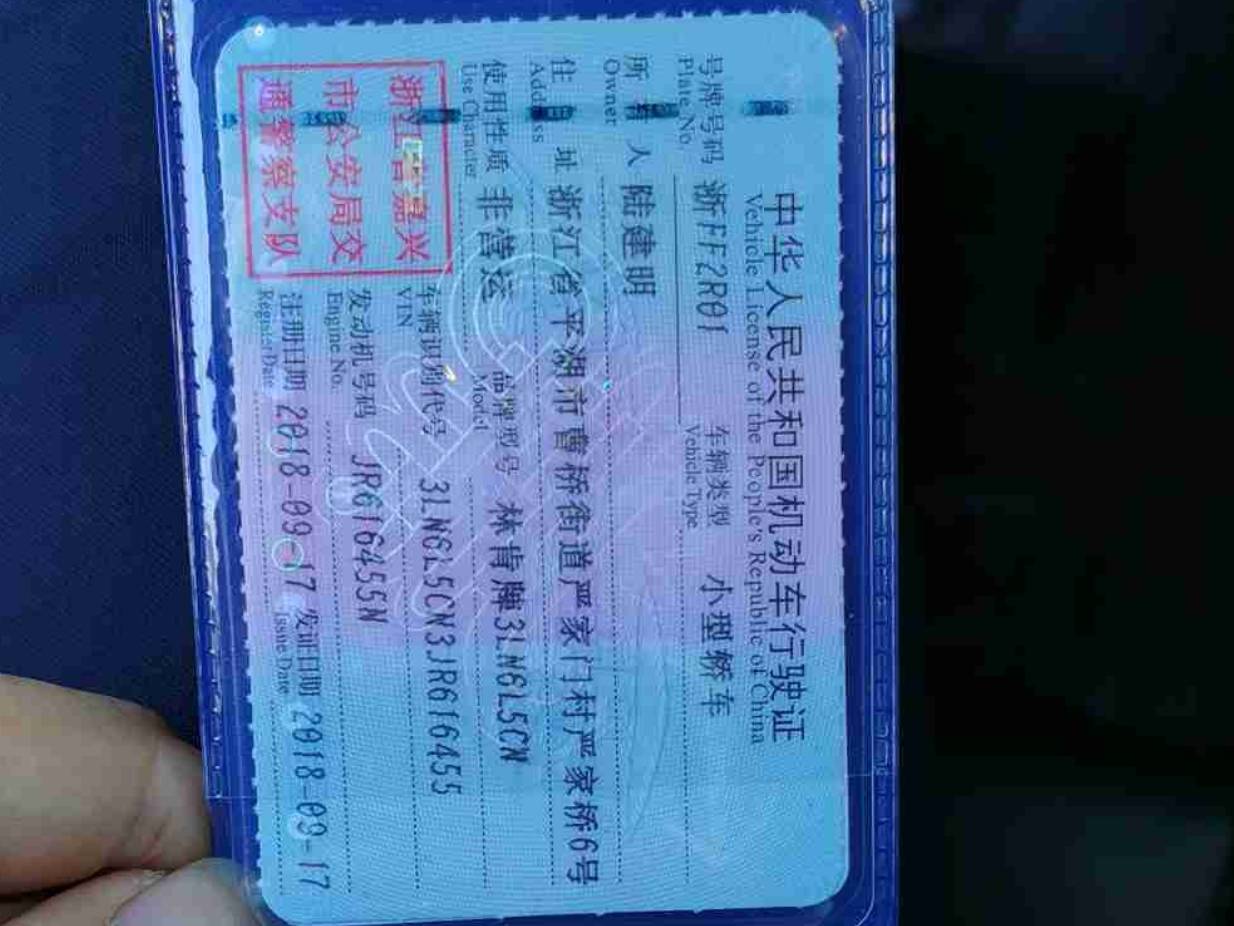 中华人民共和国机动车行驶证
Vehicle License of the People's Republic of China
号牌号码 浙FF2R01 车辆类型 小型轿车
Plate No. Vehicle Type
所有人 陆建明
Owner
住址 浙江省平湖市曹桥街道严家门村严家桥6号
Address
使用性质 非营运 品牌型号 林肯牌3LN6L5CN
Use Character Model
车辆识别代号 3LN6L5CN3JR616455
VIN
发动机号码 JR616455N
Engine No.
注册日期 2018-09-17 发证日期 2018-09-17
Register Date Issue Date
浙江省嘉兴
市公安局交
通警察支队